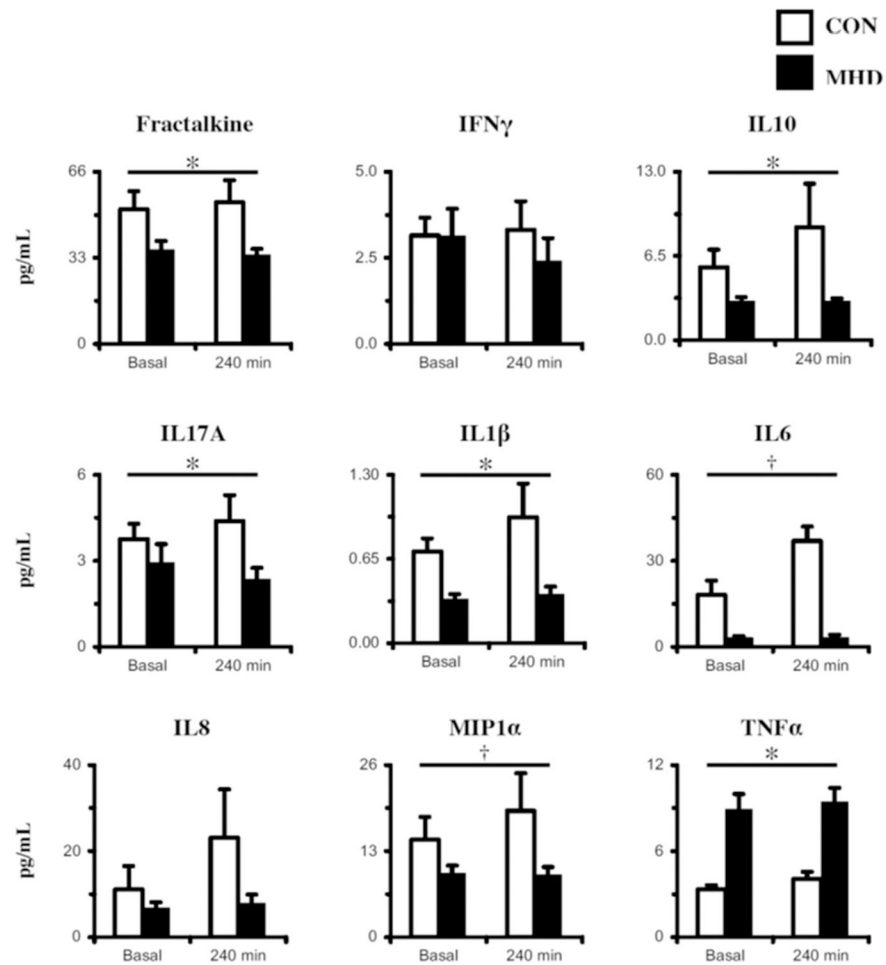 CON
MHD
Fractalkine
*
66
33
0
pg/mL
Basal
240 min
IFNγ
5.0
2.5
0.0
Basal
240 min
IL10
*
13.0
6.5
0.0
Basal
240 min
IL17A
*
6
3
0
pg/mL
Basal
240 min
IL1β
*
1.30
0.65
0.00
Basal
240 min
IL6
†
60
30
0
Basal
240 min
IL8
40
20
0
pg/mL
Basal
240 min
MIP1α
†
26
13
0
Basal
240 min
TNFα
*
12
6
0
Basal
240 min